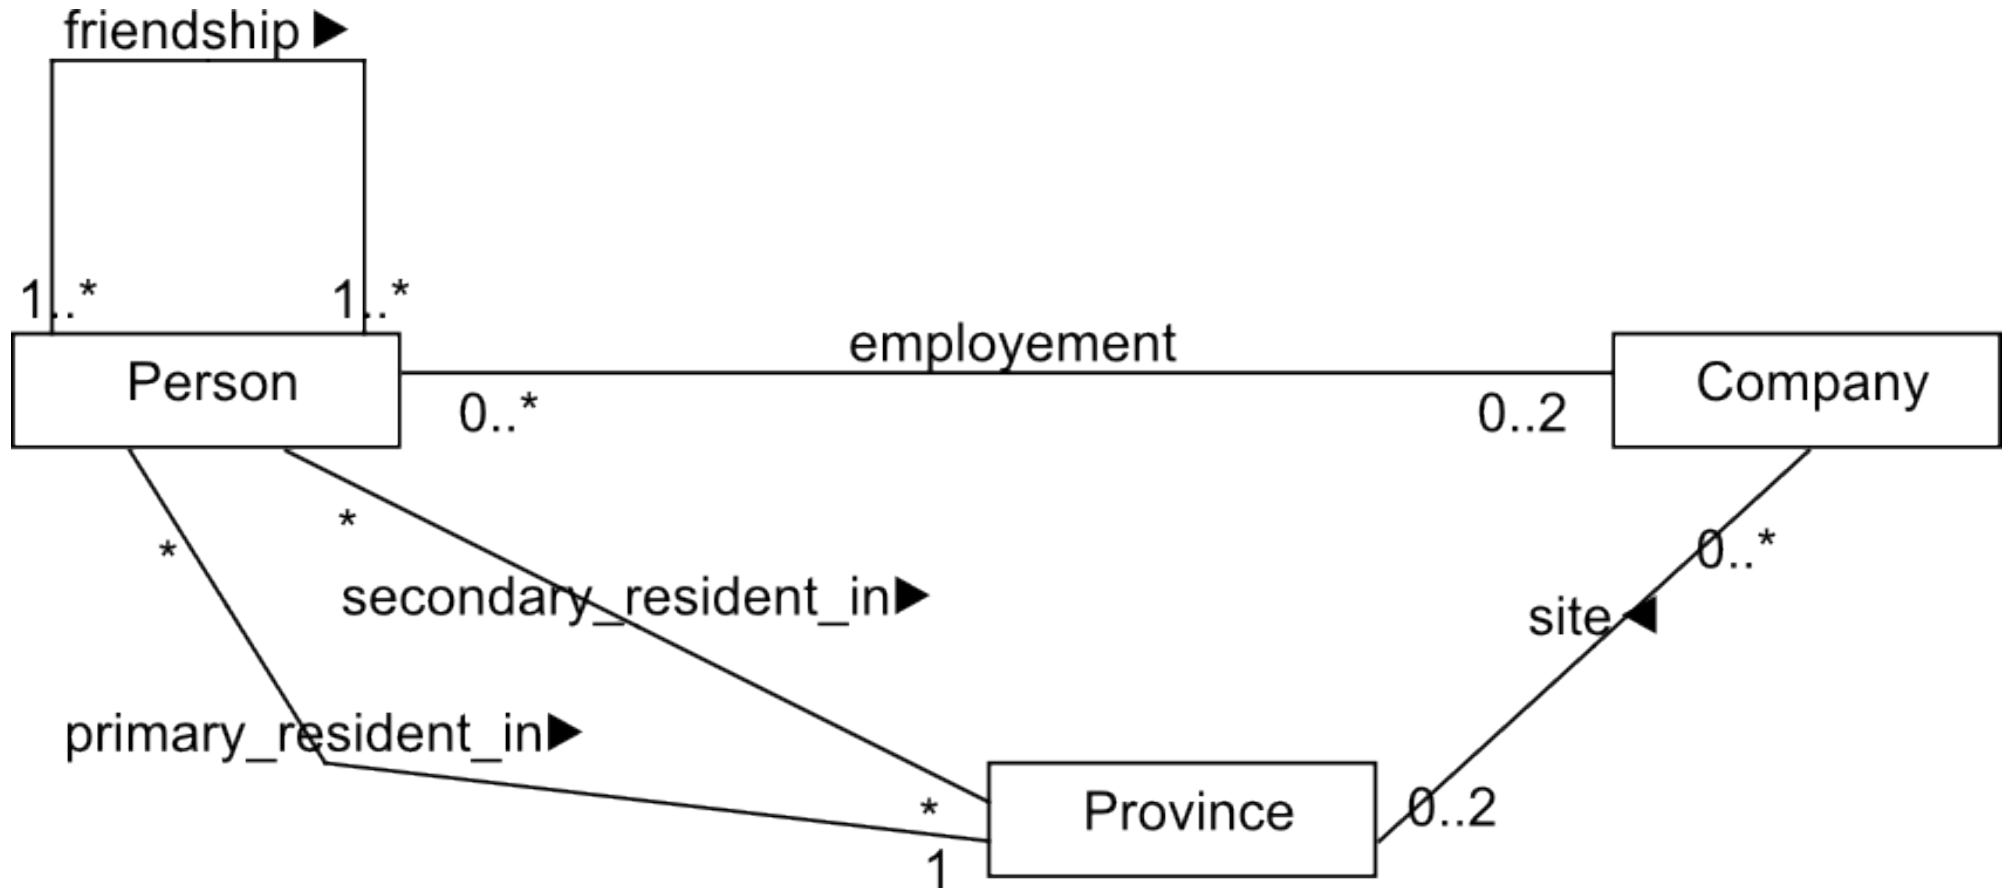 friendship ▶
1..*
1..*
Person
employement
Company
0..*
0..2
*
*
0..*
secondary_resident_in▶
site ◀
primary_resident_in▶
*
Province
0..2
1